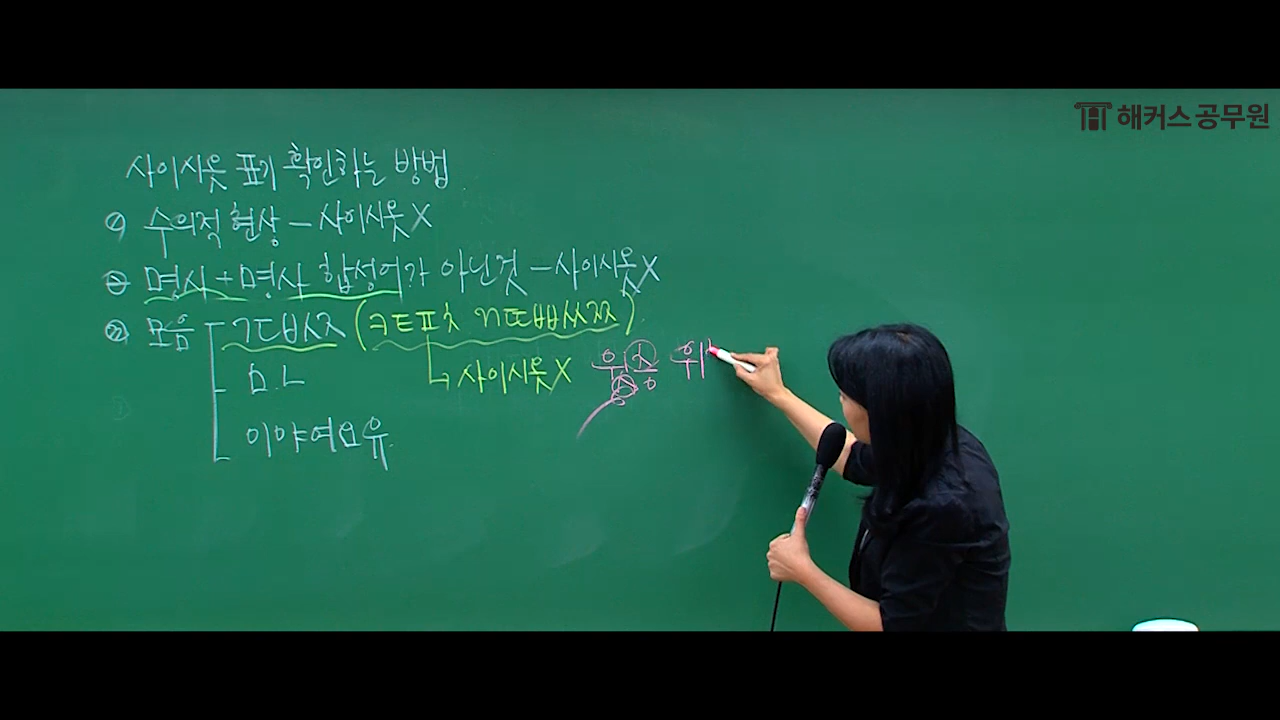 해커스공무원
사이시옷 표기 확인하는 방법
① 수의적 현상 - 사이시옷 X
② 명사 + 명사 합성어가 아닌것 - 사이시옷 X
③ 모음 ㄱㄷㅂㅅㅈ (ㅋㅌㅍㅊ ㄲㄸㅃㅆㅉ)
ㅁㄴ 사이시옷 X
이야여요유